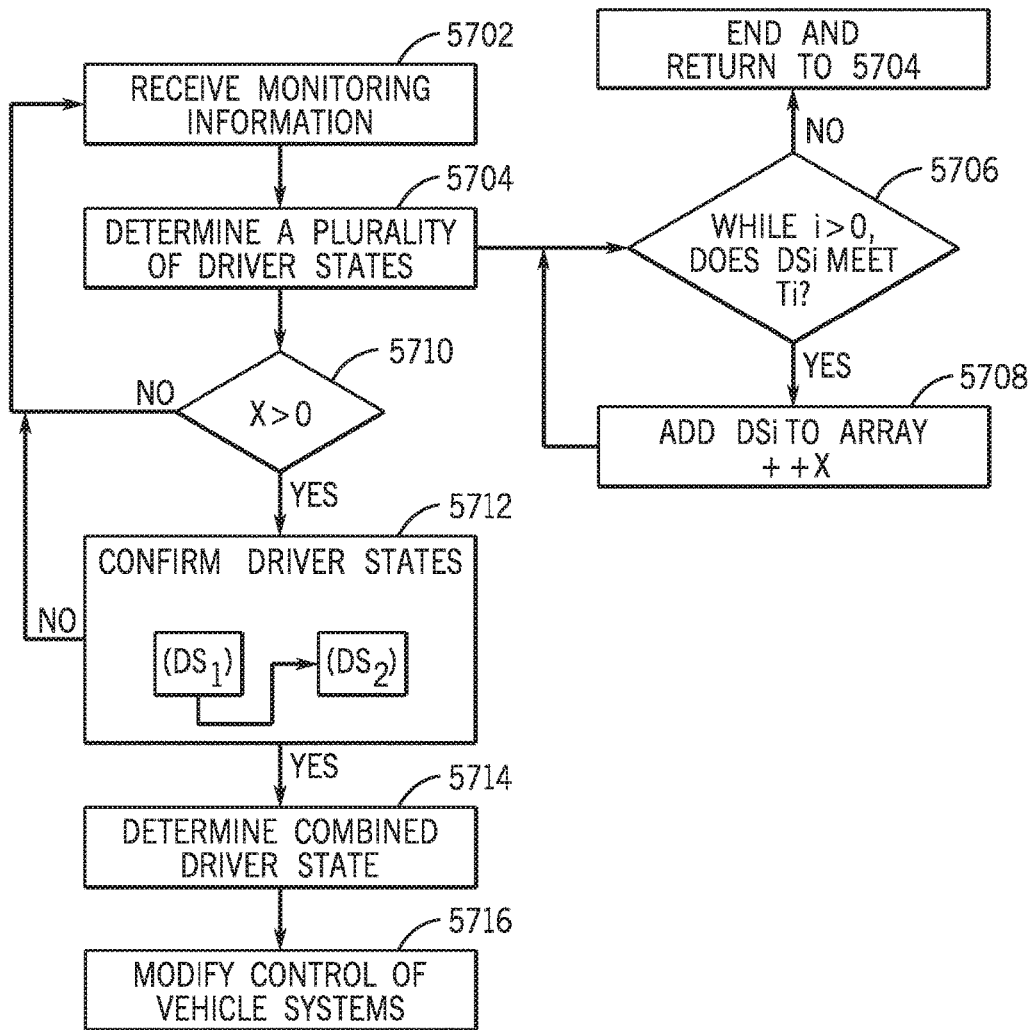 5702
RECEIVE MONITORING
INFORMATION
5704
DETERMINE A PLURALITY
OF DRIVER STATES
END AND
RETURN TO 5704
NO
5706
WHILE i>0,
DOES DSi MEET
Ti?
YES
5708
ADD DSi TO ARRAY
++X
5710
NO
X>0
YES
5712
CONFIRM DRIVER STATES
NO
(DS1)
(DS2)
YES
5714
DETERMINE COMBINED
DRIVER STATE
5716
MODIFY CONTROL OF
VEHICLE SYSTEMS